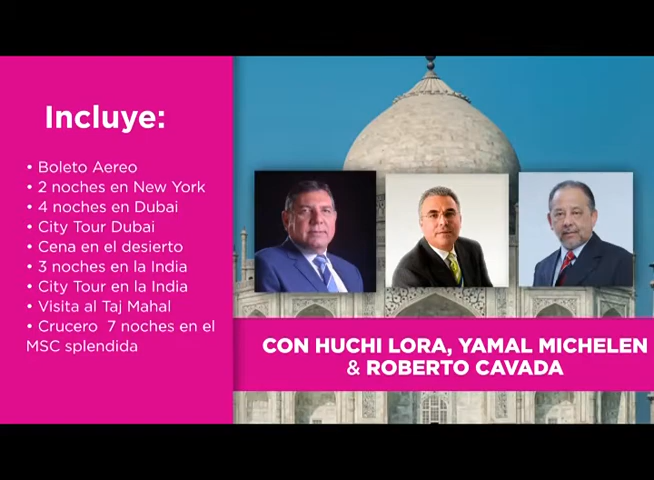 Incluye:
• Boleto Aereo
• 2 noches en New York
• 4 noches en Dubai
• City Tour Dubai
• Cena en el desierto
• 3 noches en la India
• City Tour en la India
• Visita al Taj Mahal
• Crucero 7 noches en el
MSC splendida
CON HUCHI LORA, YAMAL MICHELEN
& ROBERTO CAVADA